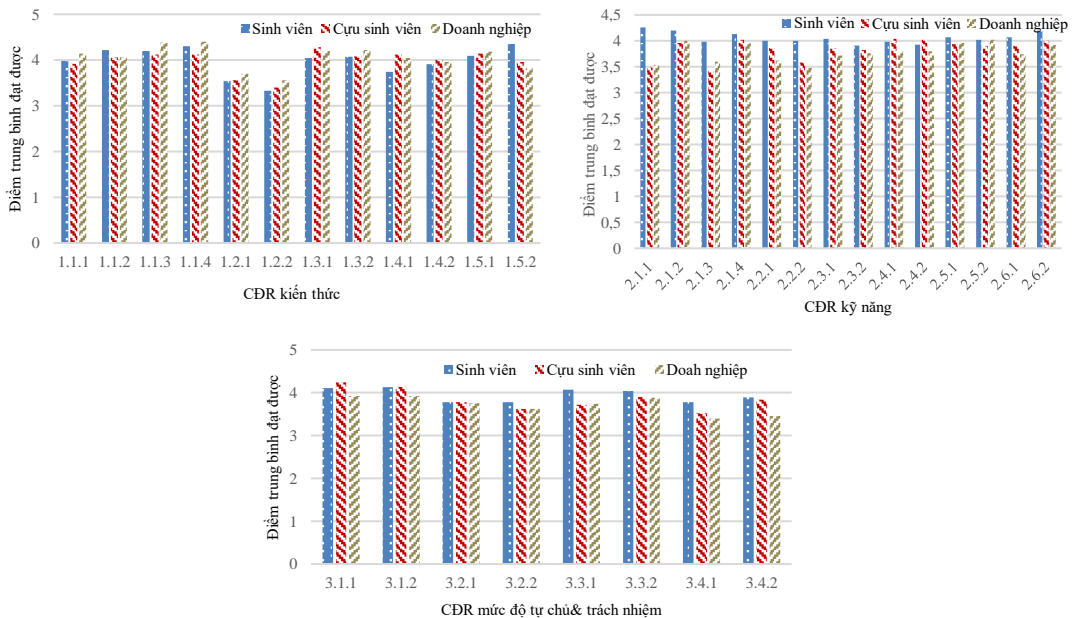 Sinh viên Cựu sinh viên Doanh nghiệp
Điểm trung bình đạt được
5
4
3
2
1
0
1.1.1 1.1.2 1.1.3 1.1.4 1.2.1 1.2.2 1.3.1 1.3.2 1.4.1 1.4.2 1.5.1 1.5.2
CĐR kiến thức
Sinh viên Cựu sinh viên Doanh nghiệp
Điểm trung bình đạt được
4,5
4
3,5
3
2,5
2
1,5
1
0,5
0
2.1.1 2.1.2 2.1.3 2.1.4 2.2.1 2.2.2 2.3.1 2.3.2 2.4.1 2.4.2 2.5.1 2.5.2 2.6.1 2.6.2
CĐR kỹ năng
Sinh viên Cựu sinh viên Doah nghiệp
Điểm trung bình đạt được
5
4
3
2
1
0
3.1.1 3.1.2 3.2.1 3.2.2 3.3.1 3.3.2 3.4.1 3.4.2
CĐR mức độ tự chủ& trách nhiệm